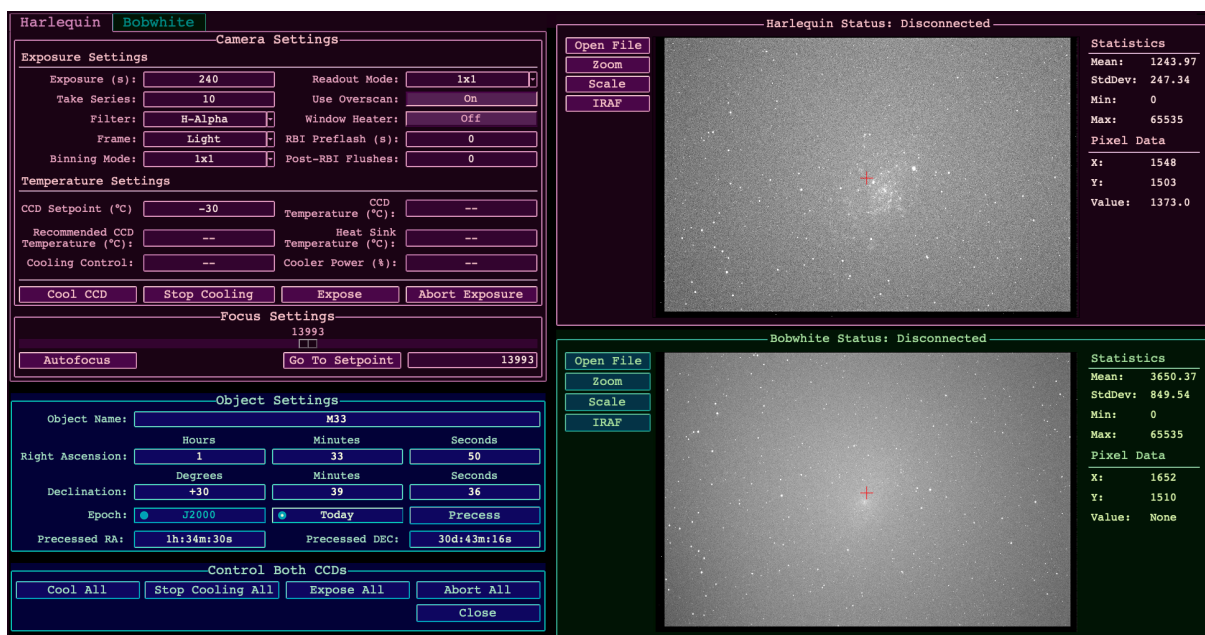 Harlequin Bobwhite
Camera Settings
Exposure Settings
Exposure (s): 240 Readout Mode: 1x1
Take Series: 10 Use Overscan: On
Filter: H-Alpha Window Heater: Off
Frame: Light RBI Preflash (s): 0
Binning Mode: 1x1 Post-RBI Flushes: 0
Temperature Settings
CCD Setpoint (°C) -30 CCD Temperature (°C): --
Recommended CCD Temperature (°C): -- Heat Sink Temperature (°C): --
Cooling Control: -- Cooler Power (%): --
Cool CCD Stop Cooling Expose Abort Exposure
Focus Settings
13993
Autofocus Go To Setpoint 13993
Object Settings
Object Name: M33
Hours Minutes Seconds
Right Ascension: 1 33 50
Degrees Minutes Seconds
Declination: +30 39 36
Epoch: J2000 Today Precess
Precessed RA: 1h:34m:30s Precessed DEC: 30d:43m:16s
Control Both CCDs
Cool All Stop Cooling All Expose All Abort All
Close
Harlequin Status: Disconnected
Open File
Zoom
Scale
IRAF
Statistics
Mean: 1243.97
StdDev: 247.34
Min: 0
Max: 65535
Pixel Data
X: 1548
Y: 1503
Value: 1373.0
Bobwhite Status: Disconnected
Open File
Zoom
Scale
IRAF
Statistics
Mean: 3650.37
StdDev: 849.54
Min: 0
Max: 65535
Pixel Data
X: 1652
Y: 1510
Value: None